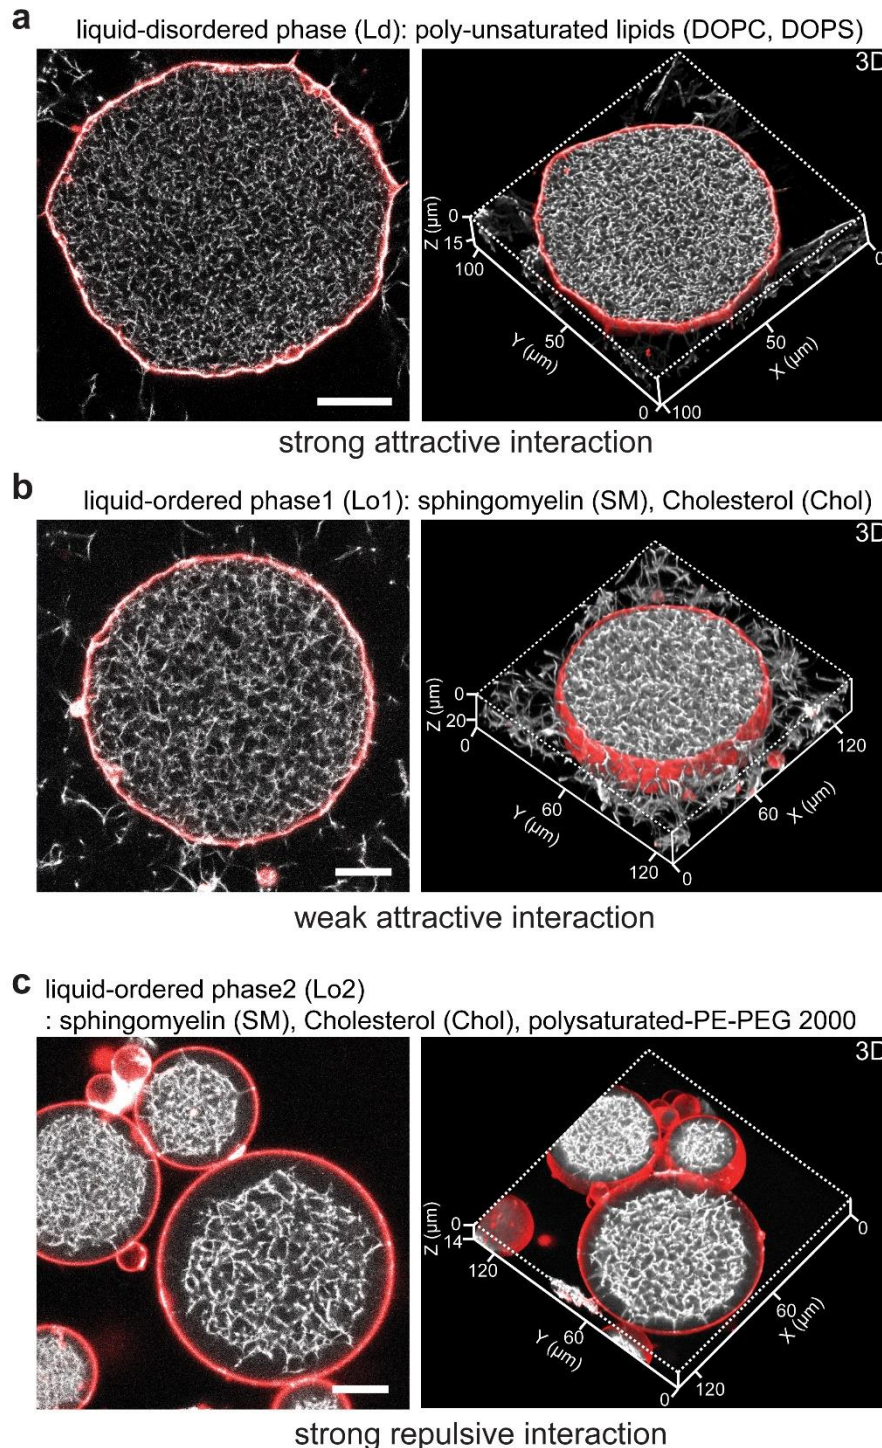 a
liquid-disordered phase (Ld): poly-unsaturated lipids (DOPC, DOPS)
3D
0
Z (µm)
15
100
0
Y (µm)
50
50
X (µm)
0
100
strong attractive interaction
b
liquid-ordered phase1 (Lo1): sphingomyelin (SM), Cholesterol (Chol)
3D
0
Z (µm)
20
0
120
Y (µm)
60
60
X (µm)
120
0
weak attractive interaction
c
liquid-ordered phase2 (Lo2)
: sphingomyelin (SM), Cholesterol (Chol), polysaturated-PE-PEG 2000
3D
0
Z (µm)
14
0
120
Y (µm)
60
60
X (µm)
0
120
strong repulsive interaction